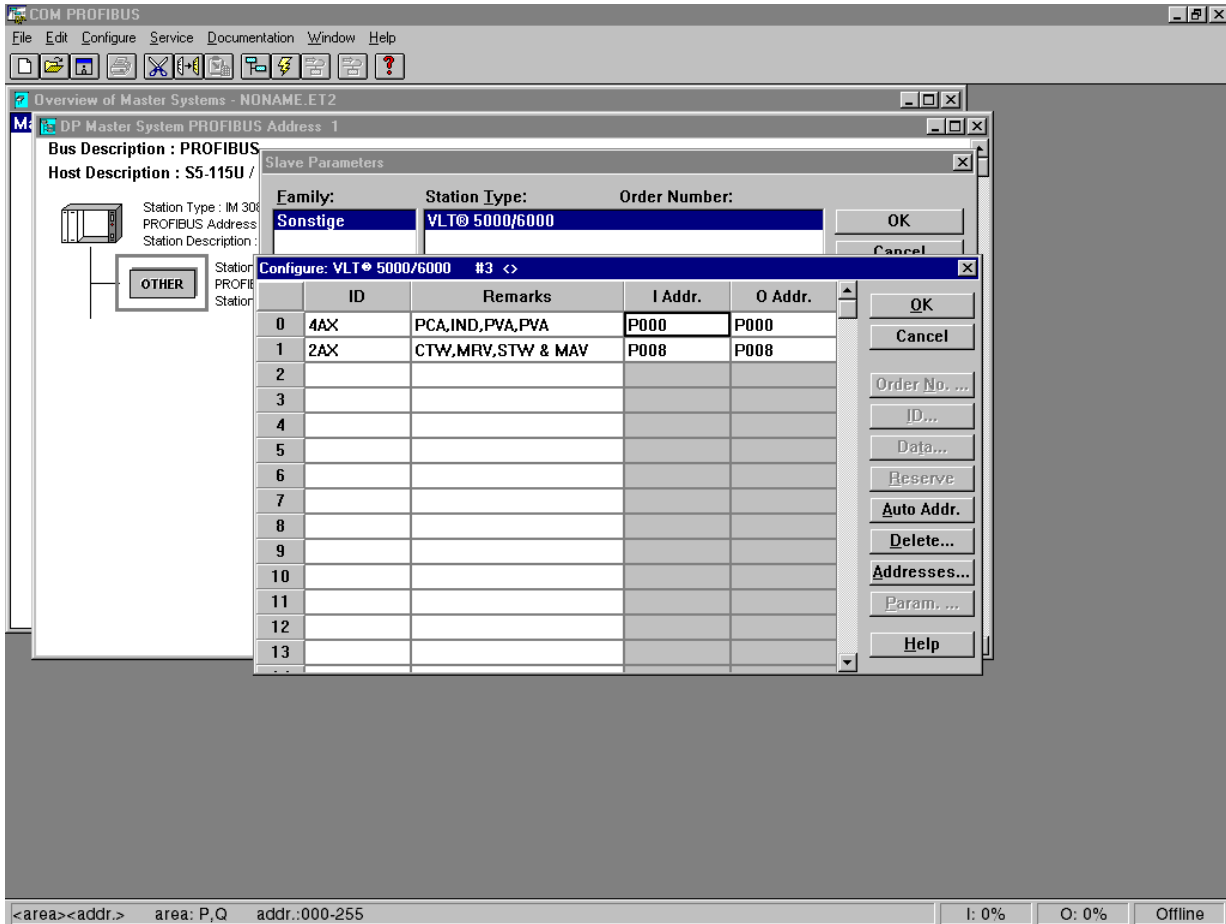 COM PROFIBUS
File Edit Configure Service Documentation Window Help
Overview of Master Systems - NONAME.ET2
DP Master System PROFIBUS Address 1
Bus Description : PROFIBUS
Host Description : S5-115U /
Station Type : IM 308
PROFIBUS Address
Station Description :
OTHER
Station
PROFIB
Station
Slave Parameters
Family: Station Type: Order Number:
Sonstige VLT® 5000/6000
OK
Cancel
Configure: VLT® 5000/6000 #3 <>
ID Remarks I Addr. O Addr.
0 4AX PCA,IND,PVA,PVA P000 P000
1 2AX CTW,MRV,STW & MAV P008 P008
2
3
4
5
6
7
8
9
10
11
12
13
OK
Cancel
Order No. ...
ID...
Data...
Reserve
Auto Addr.
Delete...
Addresses...
Param. ...
Help
<area><addr.> area: P,Q addr.:000-255 I: 0% O: 0% Offline